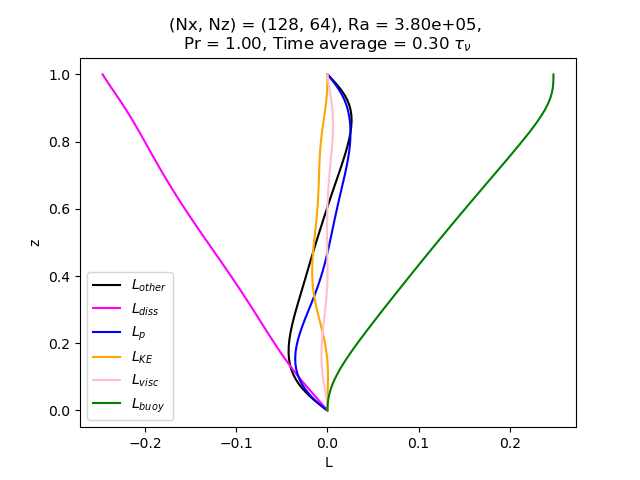 (Nx, Nz) = (128, 64), Ra = 3.80e+05,
Pr = 1.00, Time average = 0.30 τ_ν
1.0
0.8
z
0.6
0.4
0.2
0.0
L_other
L_diss
L_p
L_KE
L_visc
L_buoy
−0.2 −0.1 0.0 0.1 0.2
L